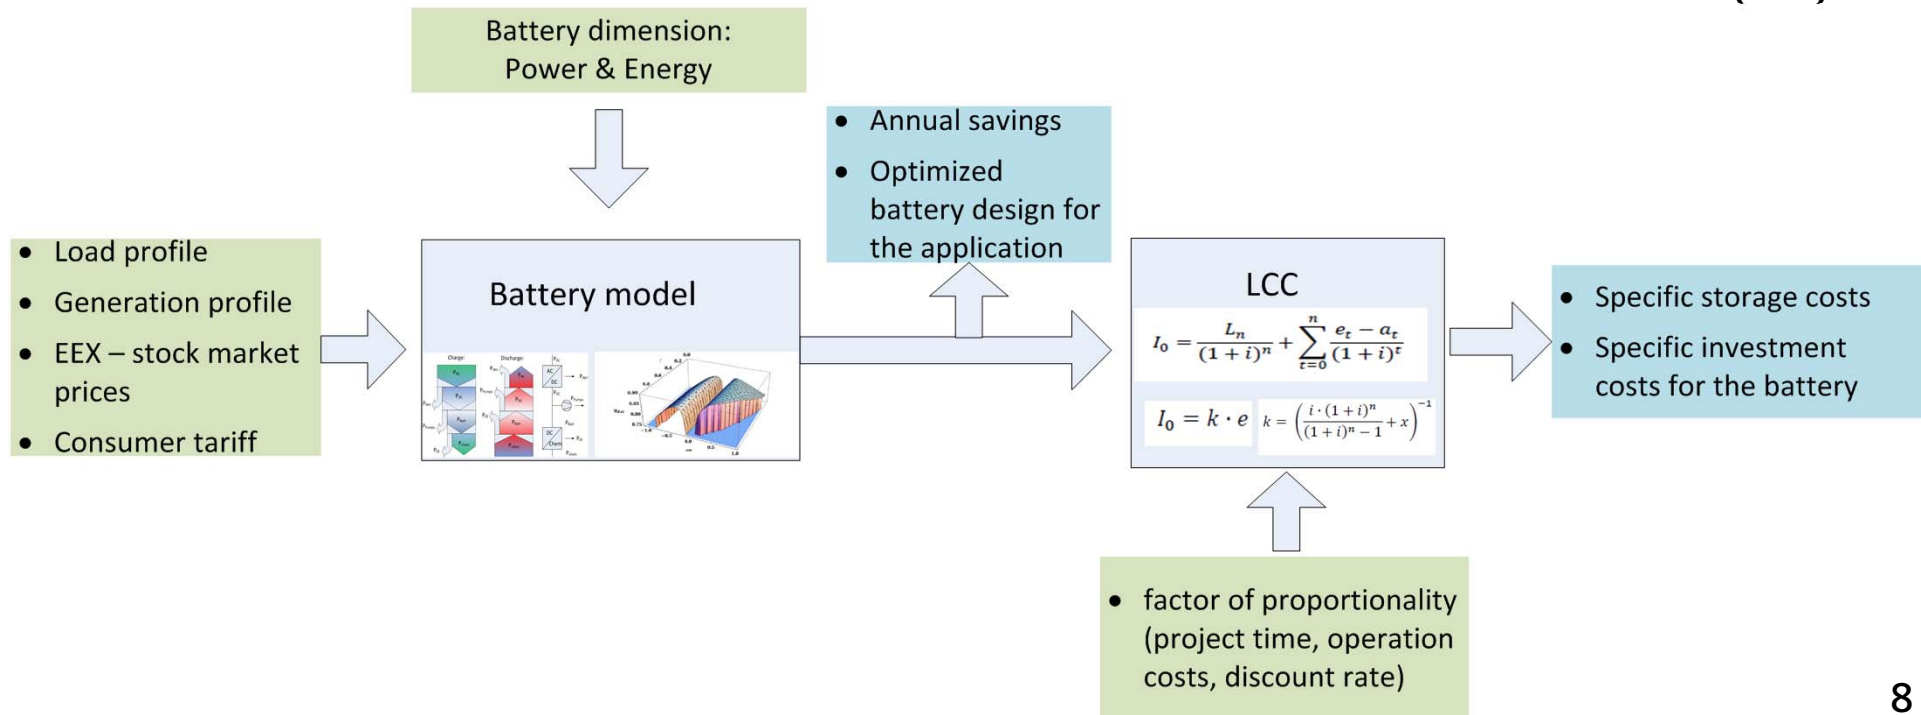 Battery dimension:
Power & Energy
• Annual savings
• Optimized
battery design for
the application
• Load profile
• Generation profile
• EEX – stock market
prices
• Consumer tariff
Battery model
Charge:
Discharge:
LCC
I₀ = Lₙ/(1 + i)ⁿ + ∑ₜ₌₀ⁿ (eₜ − aₜ)/(1 + i)ᵗ
I₀ = k · e
k = (i · (1 + i)ⁿ/((1 + i)ⁿ − 1) + x)⁻¹
• Specific storage costs
• Specific investment
costs for the battery
• factor of proportionality
(project time, operation
costs, discount rate)
8